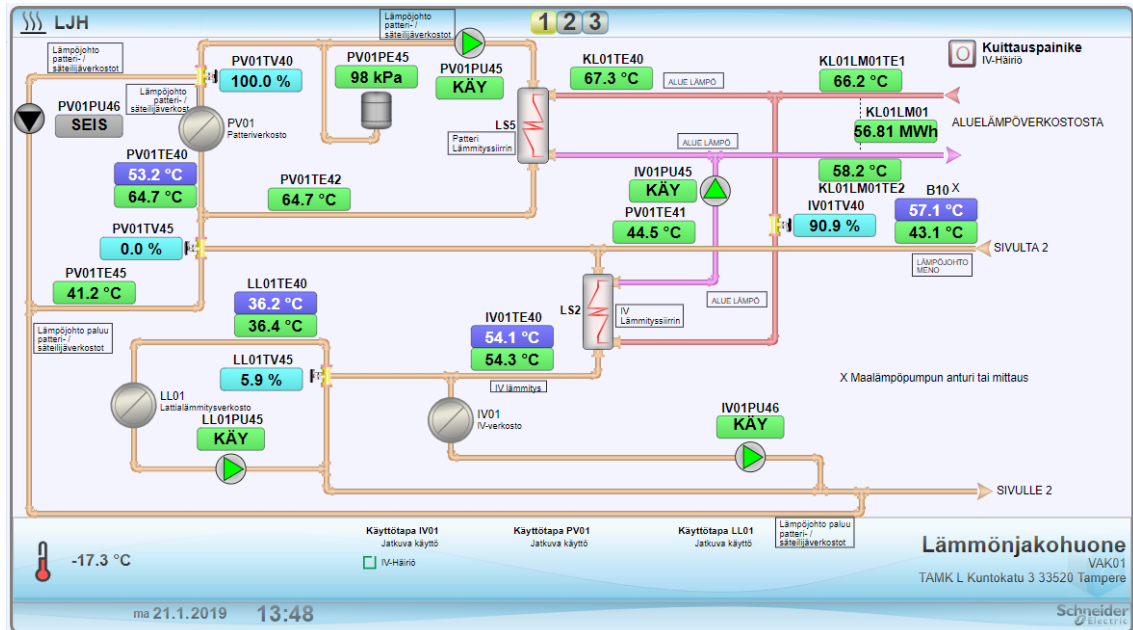 LJH
1 2 3
Lämpöjohto
patteri- /
säteilijäverkostot
Kuittauspainike
IV-Häiriö
Lämpöjohto
patteri- /
säteilijäverkostot
PV01TV40
100.0 %
PV01PE45
98 kPa
PV01PU45
KÄY
KL01TE40
67.3 °C
ALUE LÄMPÖ
KL01LM01TE1
66.2 °C
Lämpöjohto
patteri- /
säteilijäverkostot
PV01PU46
SEIS
PV01
Patteriverkosto
LS5
Patteri
Lämmityssiirrin
KL01LM01
56.81 MWh
ALUELÄMPÖVERKOSTOSTA
ALUE LÄMPÖ
PV01TE40
53.2 °C
64.7 °C
PV01TE42
64.7 °C
IV01PU45
KÄY
58.2 °C
KL01LM01TE2
PV01TE41
44.5 °C
IV01TV40
90.9 %
B10 X
57.1 °C
43.1 °C
PV01TV45
0.0 %
SIVULTA 2
LÄMPÖJOHTO
MENO
PV01TE45
41.2 °C
LL01TE40
36.2 °C
36.4 °C
LS2
IV
Lämmityssiirrin
ALUE LÄMPÖ
IV01TE40
54.1 °C
54.3 °C
Lämpöjohto paluu
patteri- /
säteilijäverkostot
LL01TV45
5.9 %
IV lämmitys
X Maalämpöpumpun anturi tai mittaus
LL01
Lattialämmitysverkosto
LL01PU45
KÄY
IV01
IV-verkosto
IV01PU46
KÄY
SIVULLE 2
Käyttötapa IV01
Jatkuva käyttö
Käyttötapa PV01
Jatkuva käyttö
Käyttötapa LL01
Jatkuva käyttö
Lämpöjohto paluu
patteri- /
säteilijäverkostot
IV-Häiriö
-17.3 °C
Lämmönjakohuone
VAK01
TAMK L Kuntokatu 3 33520 Tampere
ma 21.1.2019 13:48
Schneider
Electric